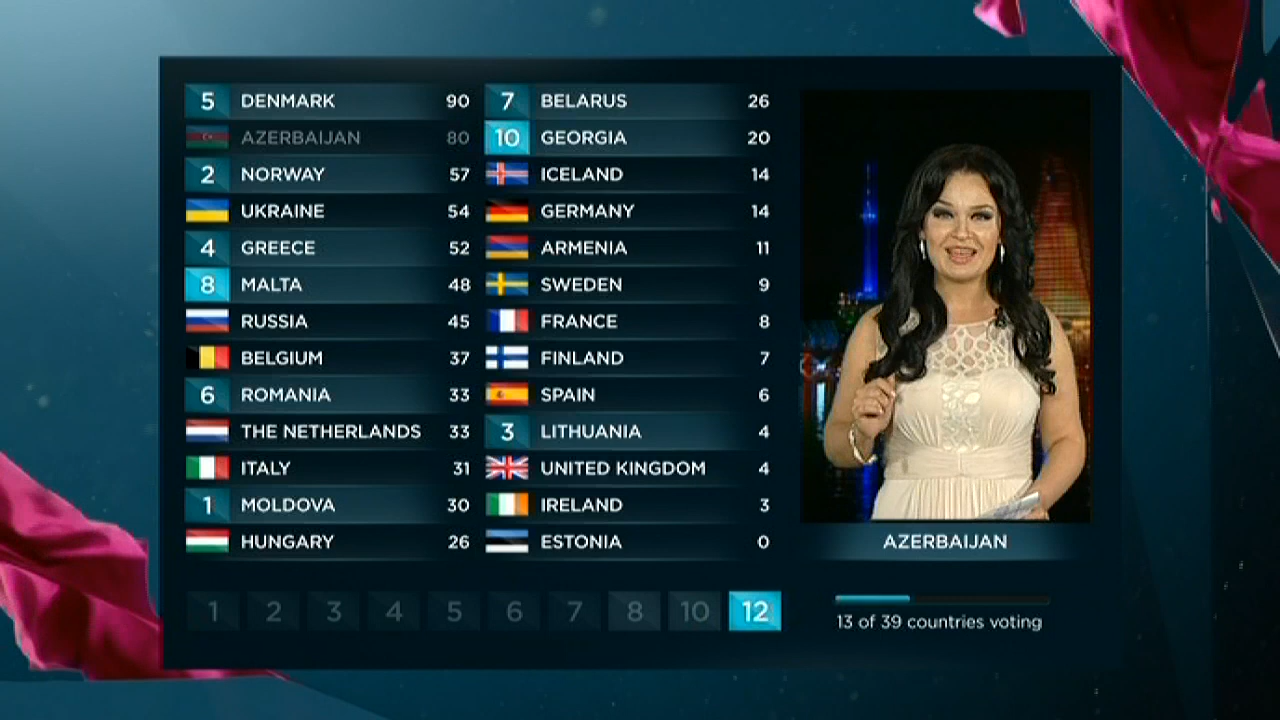 5 DENMARK 90
AZERBAIJAN 80
2 NORWAY 57
UKRAINE 54
4 GREECE 52
8 MALTA 48
RUSSIA 45
BELGIUM 37
6 ROMANIA 33
THE NETHERLANDS 33
ITALY 31
1 MOLDOVA 30
HUNGARY 26
7 BELARUS 26
10 GEORGIA 20
ICELAND 14
GERMANY 14
ARMENIA 11
SWEDEN 9
FRANCE 8
FINLAND 7
SPAIN 6
3 LITHUANIA 4
UNITED KINGDOM 4
IRELAND 3
ESTONIA 0
1 2 3 4 5 6 7 8 10 12
AZERBAIJAN
13 of 39 countries voting